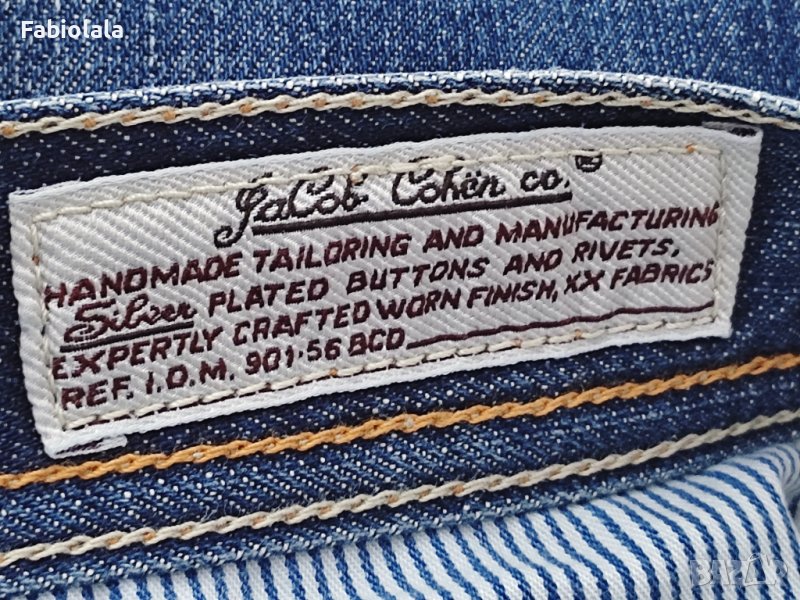 Fabiolala
JaCob Cohën co.
HANDMADE TAILORING AND MANUFACTURING
Silver PLATED BUTTONS AND RIVETS,
EXPERTLY CRAFTED WORN FINISH, XX FABRICS
REF. I.D.M. 901·56 BCD